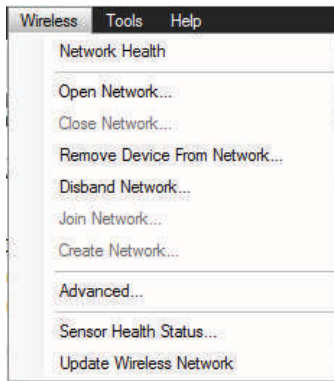 Wireless Tools Help
Network Health
Open Network...
Close Network...
Remove Device From Network...
Disband Network...
Join Network...
Create Network...
Advanced...
Sensor Health Status...
Update Wireless Network